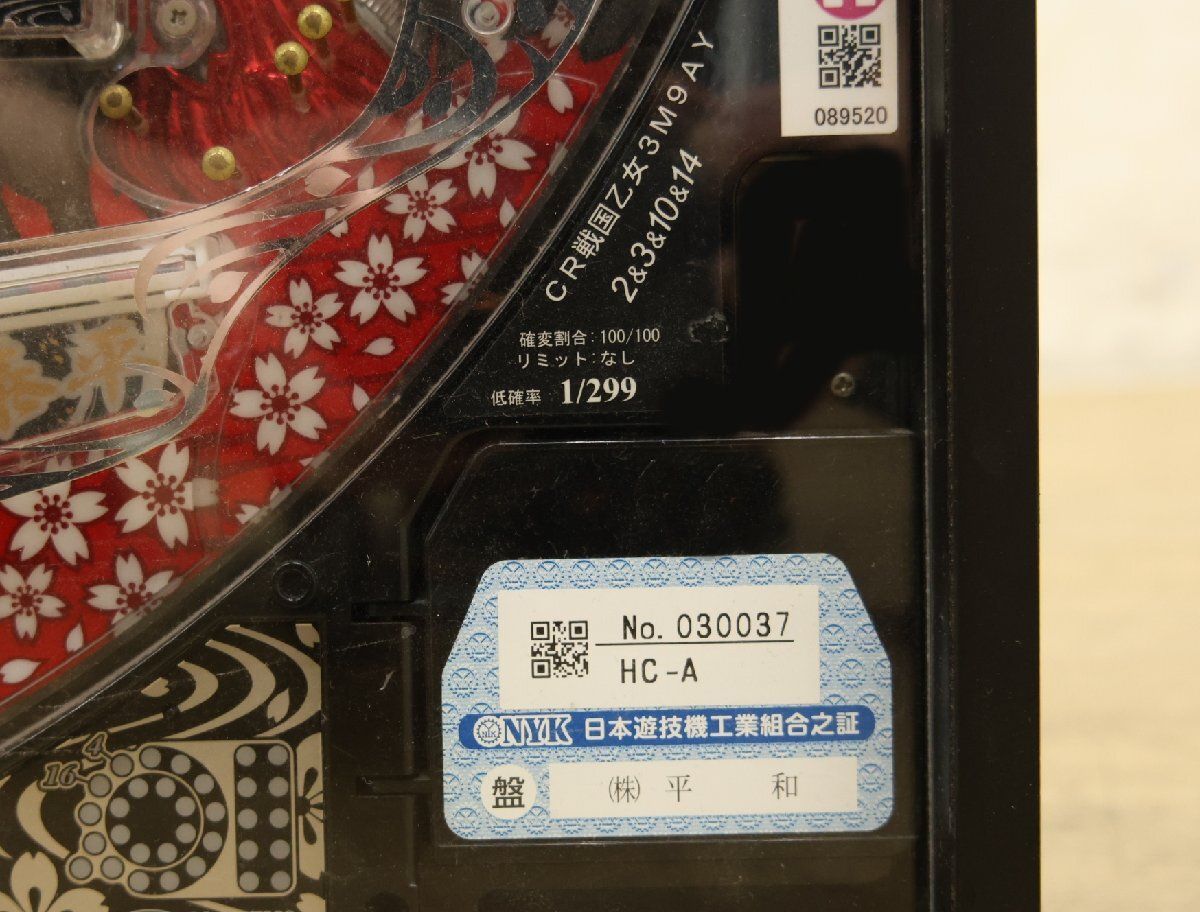 089520
CR戦国乙女3M9AY
2&3&10&14
確変割合:100/100
リミット:なし
低確率 1/299
No. 030037
HC-A
NYK 日本遊技機工業組合之証
盤 ㈱ 平 和
4
16